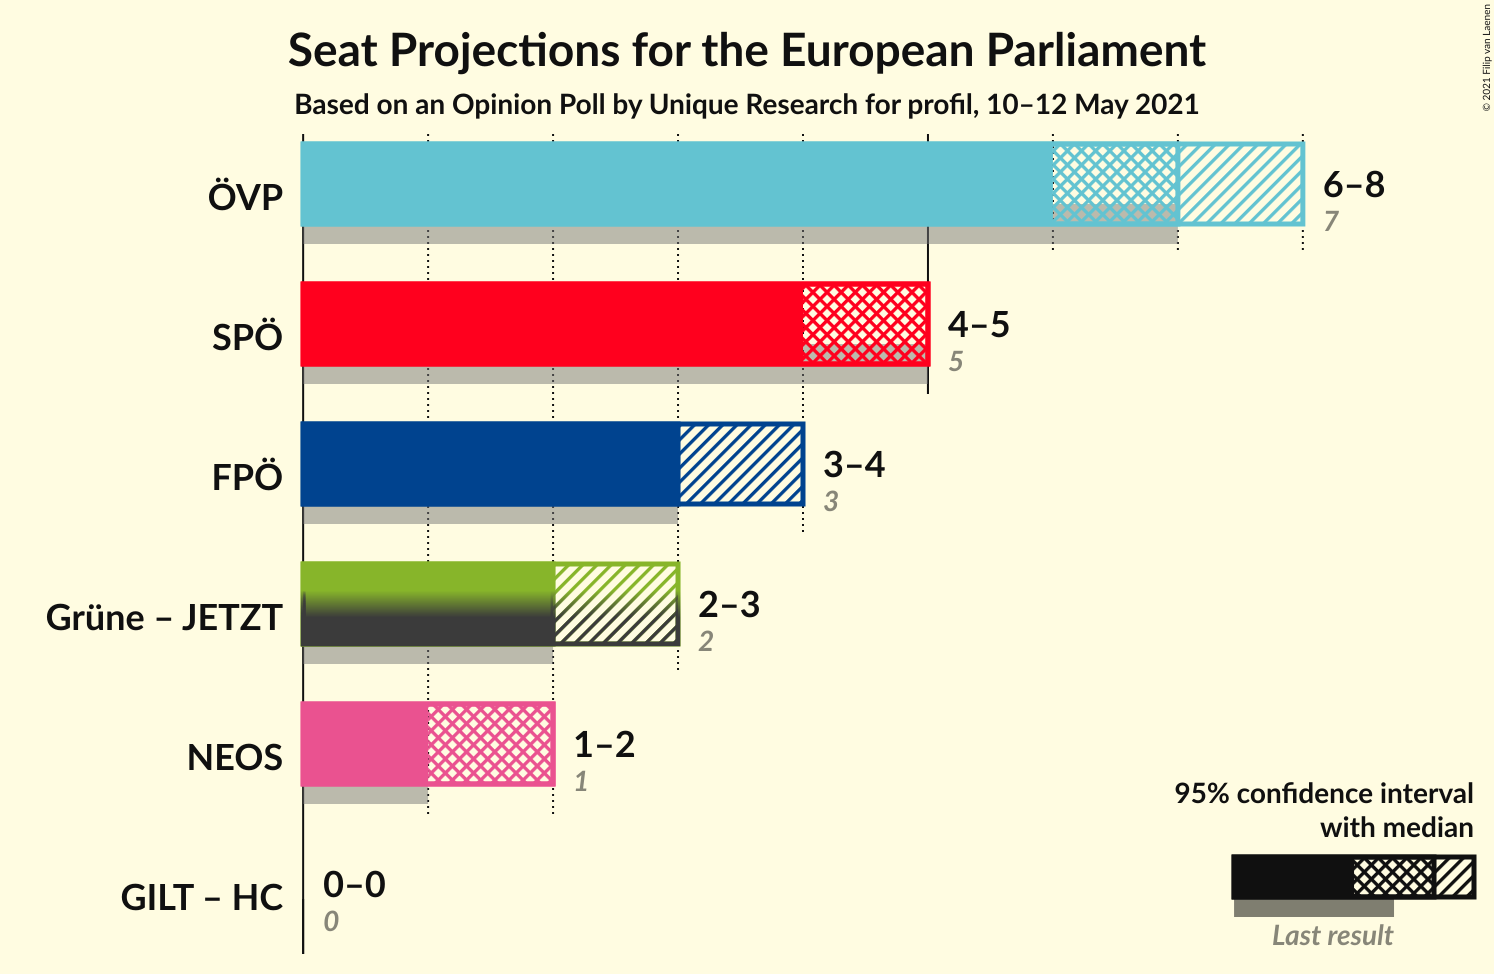 Seat Projections for the European Parliament
Based on an Opinion Poll by Unique Research for profil, 10–12 May 2021
© 2021 Filip van Laenen
ÖVP
6–8
7
SPÖ
4–5
5
FPÖ
3–4
3
Grüne – JETZT
2–3
2
NEOS
1–2
1
GILT – HC
0–0
0
95% confidence interval
with median
Last result